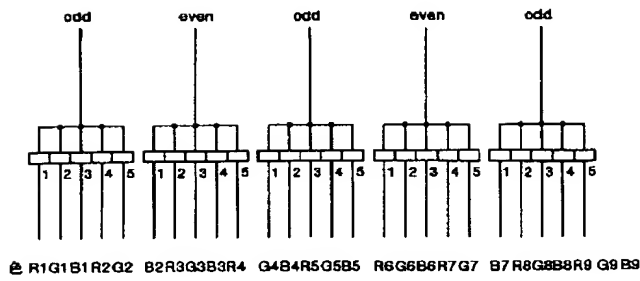 odd even odd even odd
1 2 3 4 5 1 2 3 4 5 1 2 3 4 5 1 2 3 4 5 1 2 3 4 5
色 R1G1B1R2G2 B2R3G3B3R4 G4B4R5G5B5 R6G6B6R7G7 B7R8G8B8R9 G9B9